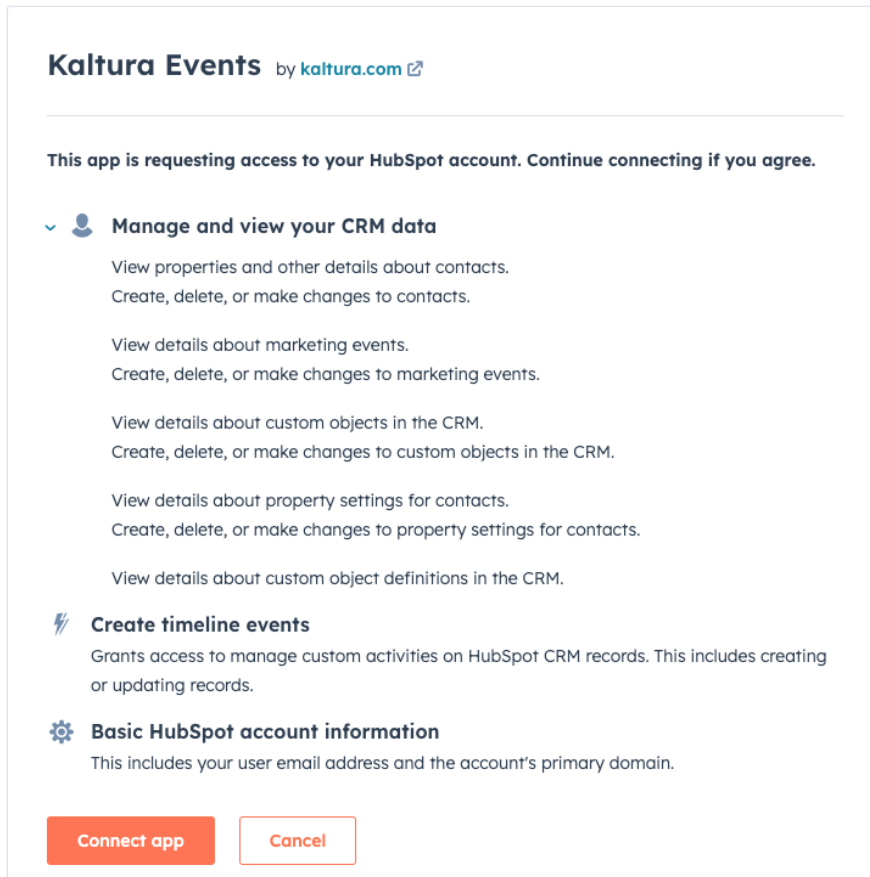 Kaltura Events by kaltura.com
This app is requesting access to your HubSpot account. Continue connecting if you agree.
Manage and view your CRM data
View properties and other details about contacts.
Create, delete, or make changes to contacts.
View details about marketing events.
Create, delete, or make changes to marketing events.
View details about custom objects in the CRM.
Create, delete, or make changes to custom objects in the CRM.
View details about property settings for contacts.
Create, delete, or make changes to property settings for contacts.
View details about custom object definitions in the CRM.
Create timeline events
Grants access to manage custom activities on HubSpot CRM records. This includes creating
or updating records.
Basic HubSpot account information
This includes your user email address and the account's primary domain.
Connect app Cancel